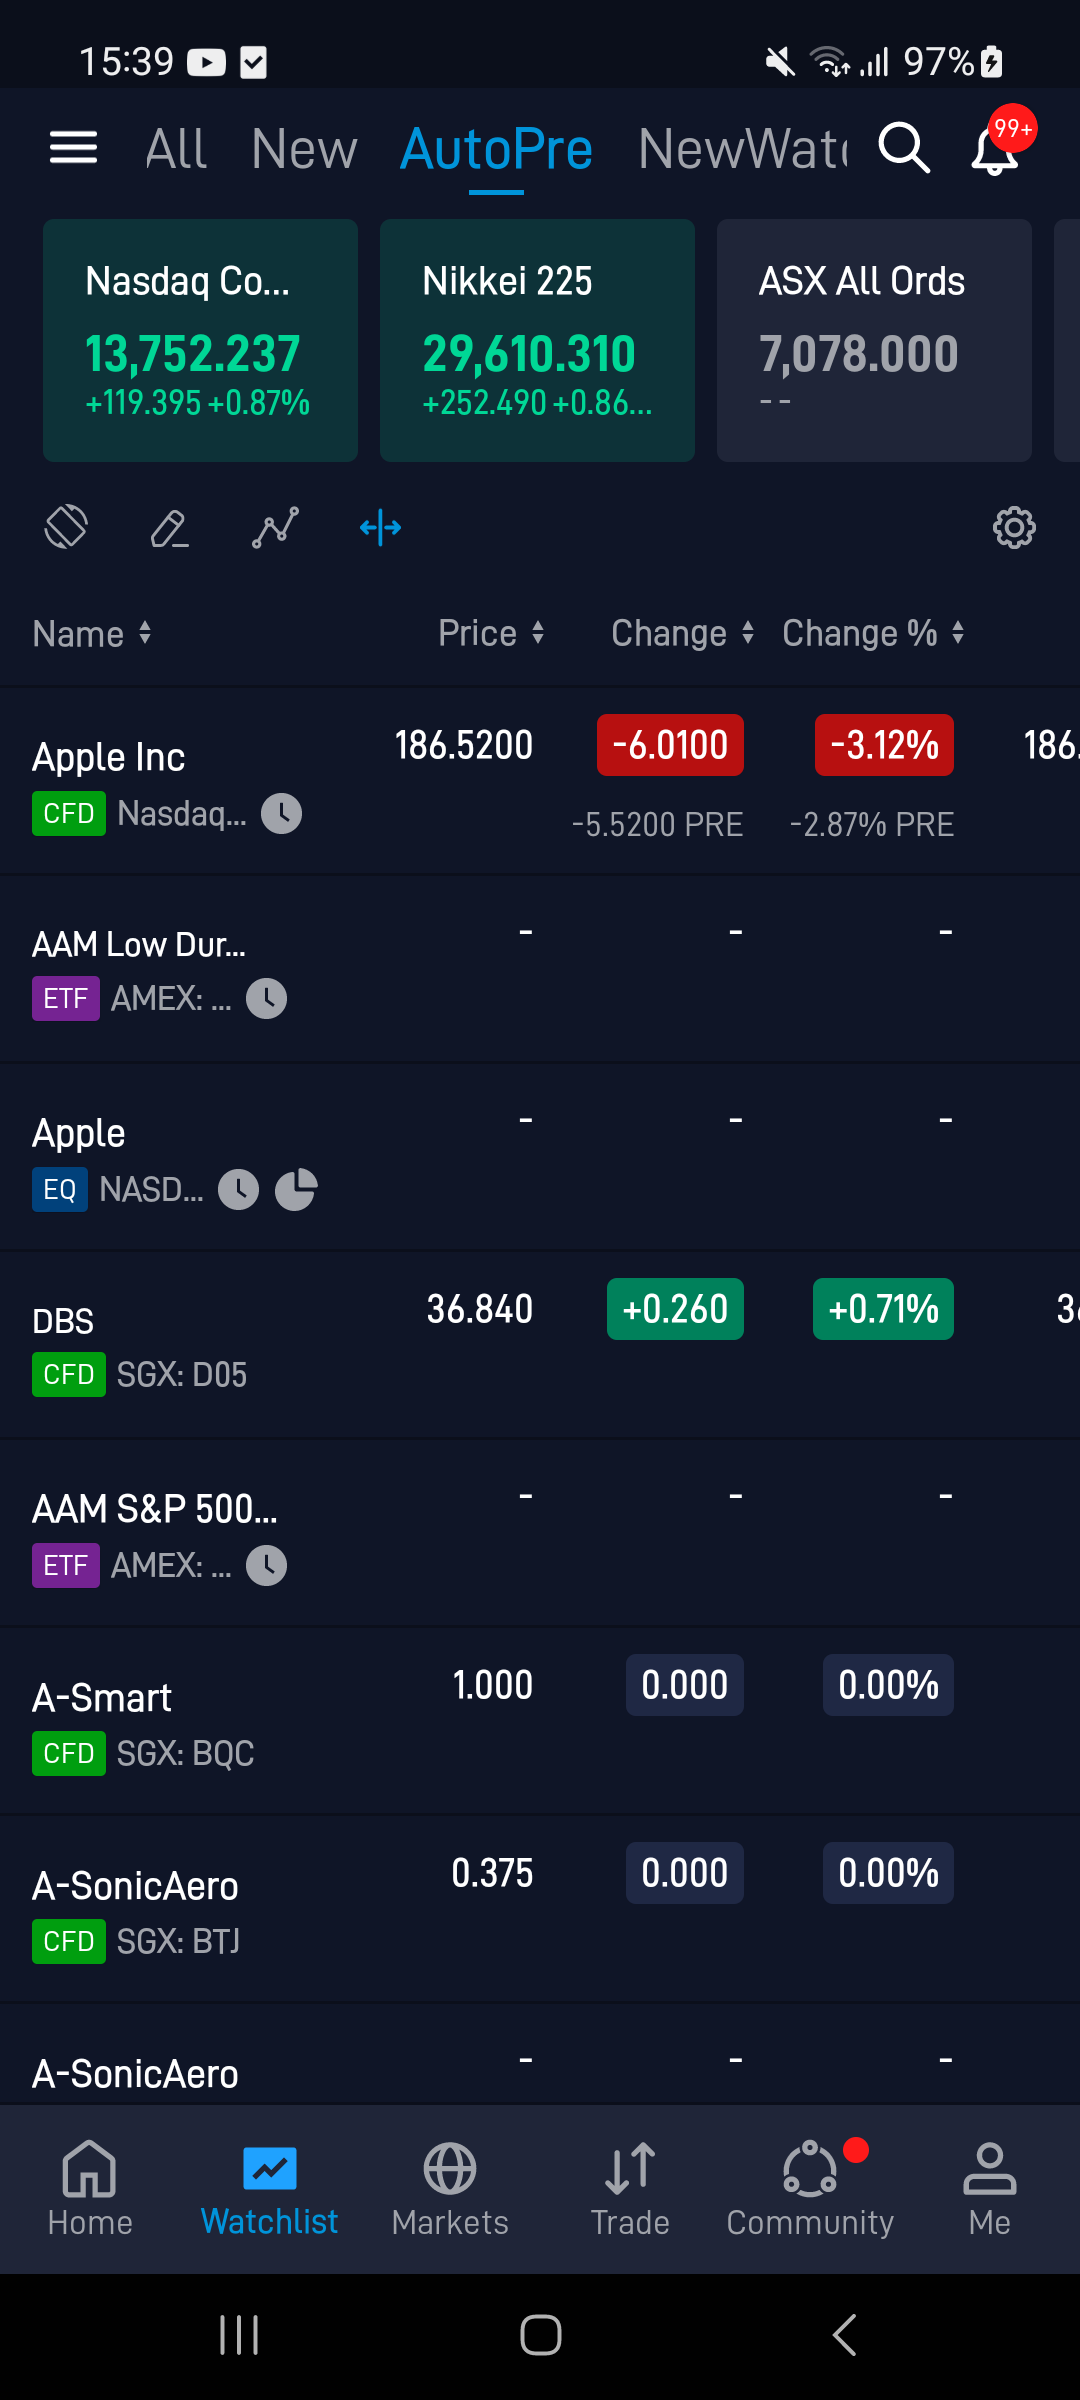 15:39 97%
All New AutoPre NewWatc
99+
Nasdaq Co... Nikkei 225 ASX All Ords
13,752.237 29,610.310 7,078.000
+119.395 +0.87% +252.490 +0.86... --
Name Price Change Change %
Apple Inc 186.5200 -6.0100 -3.12% 186.
CFD Nasdaq... -5.5200 PRE -2.87% PRE
AAM Low Dur... - - -
ETF AMEX: ...
Apple - - -
EQ NASD...
DBS 36.840 +0.260 +0.71% 36
CFD SGX: D05
AAM S&P 500... - - -
ETF AMEX: ...
A-Smart 1.000 0.000 0.00%
CFD SGX: BQC
A-SonicAero 0.375 0.000 0.00%
CFD SGX: BTJ
A-SonicAero - - -
Home Watchlist Markets Trade Community Me